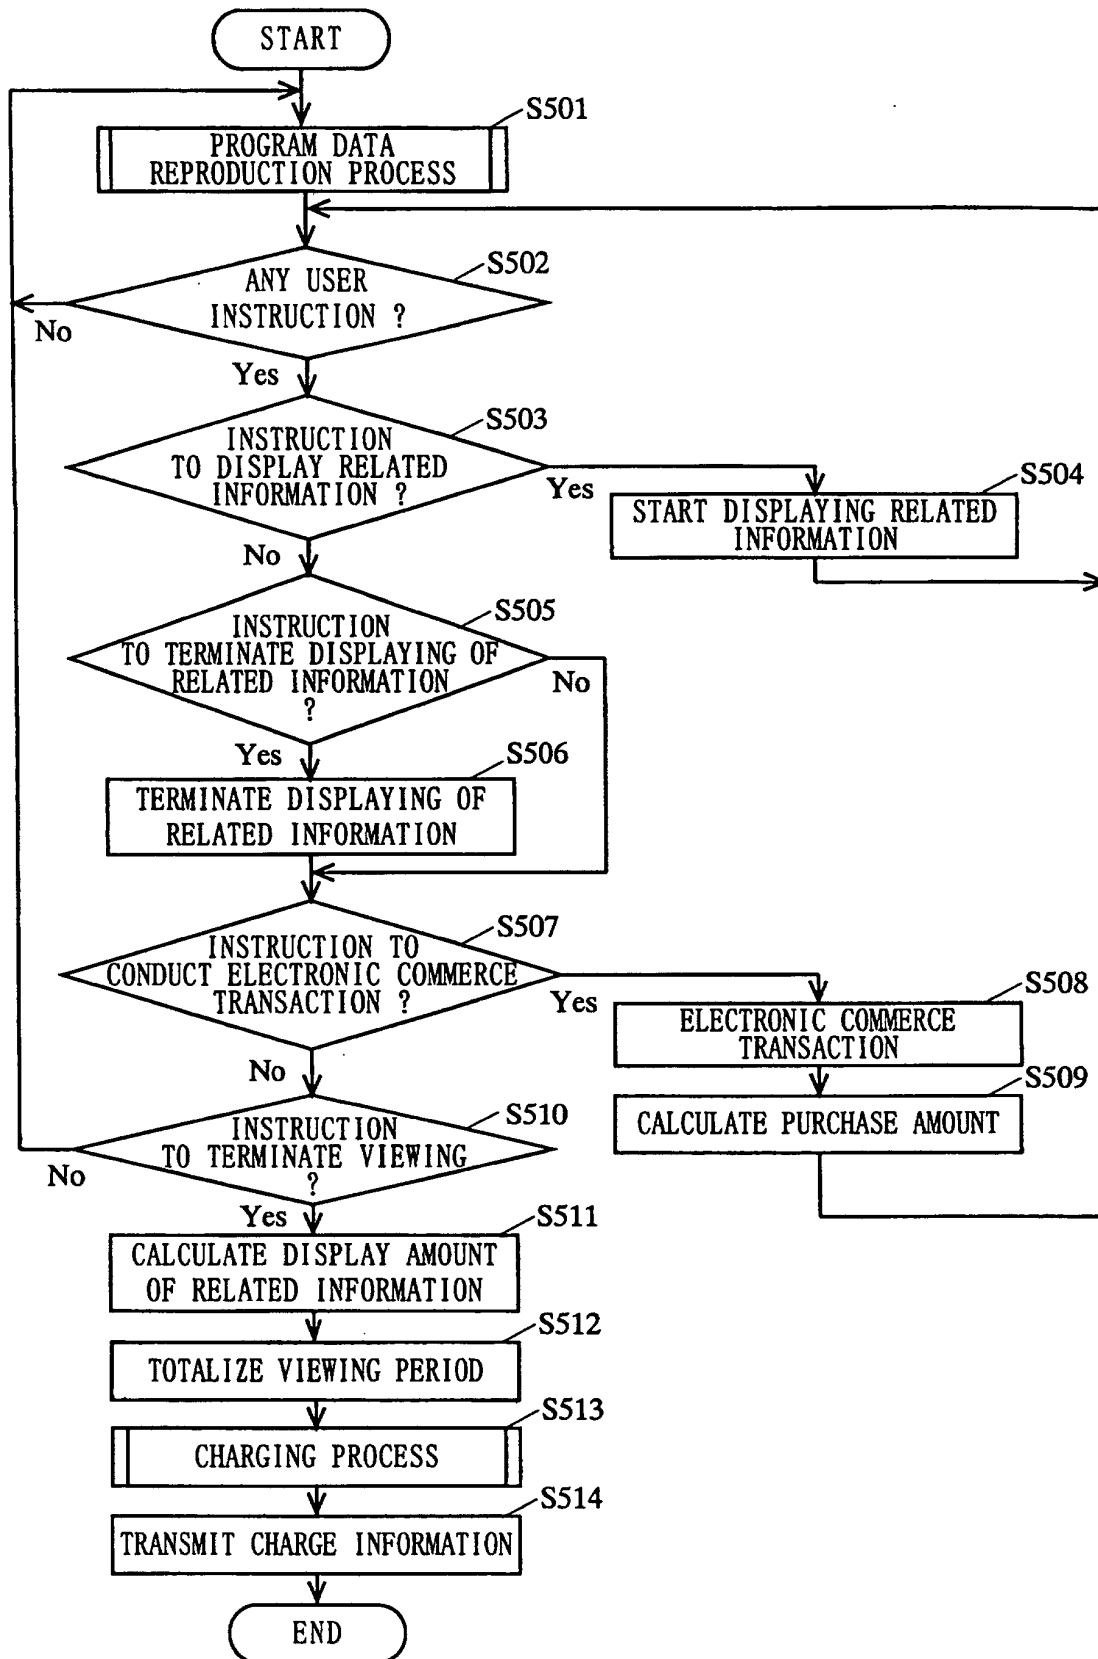 START
S501
PROGRAM DATA
REPRODUCTION PROCESS
S502
ANY USER
INSTRUCTION ?
No
Yes
S503
INSTRUCTION
TO DISPLAY RELATED
INFORMATION ?
Yes
S504
START DISPLAYING RELATED
INFORMATION
No
S505
INSTRUCTION
TO TERMINATE DISPLAYING OF
RELATED INFORMATION
?
No
Yes
S506
TERMINATE DISPLAYING OF
RELATED INFORMATION
S507
INSTRUCTION TO
CONDUCT ELECTRONIC COMMERCE
TRANSACTION ?
Yes
S508
ELECTRONIC COMMERCE
TRANSACTION
S509
CALCULATE PURCHASE AMOUNT
No
S510
INSTRUCTION
TO TERMINATE VIEWING
?
No
Yes
S511
CALCULATE DISPLAY AMOUNT
OF RELATED INFORMATION
S512
TOTALIZE VIEWING PERIOD
S513
CHARGING PROCESS
S514
TRANSMIT CHARGE INFORMATION
END